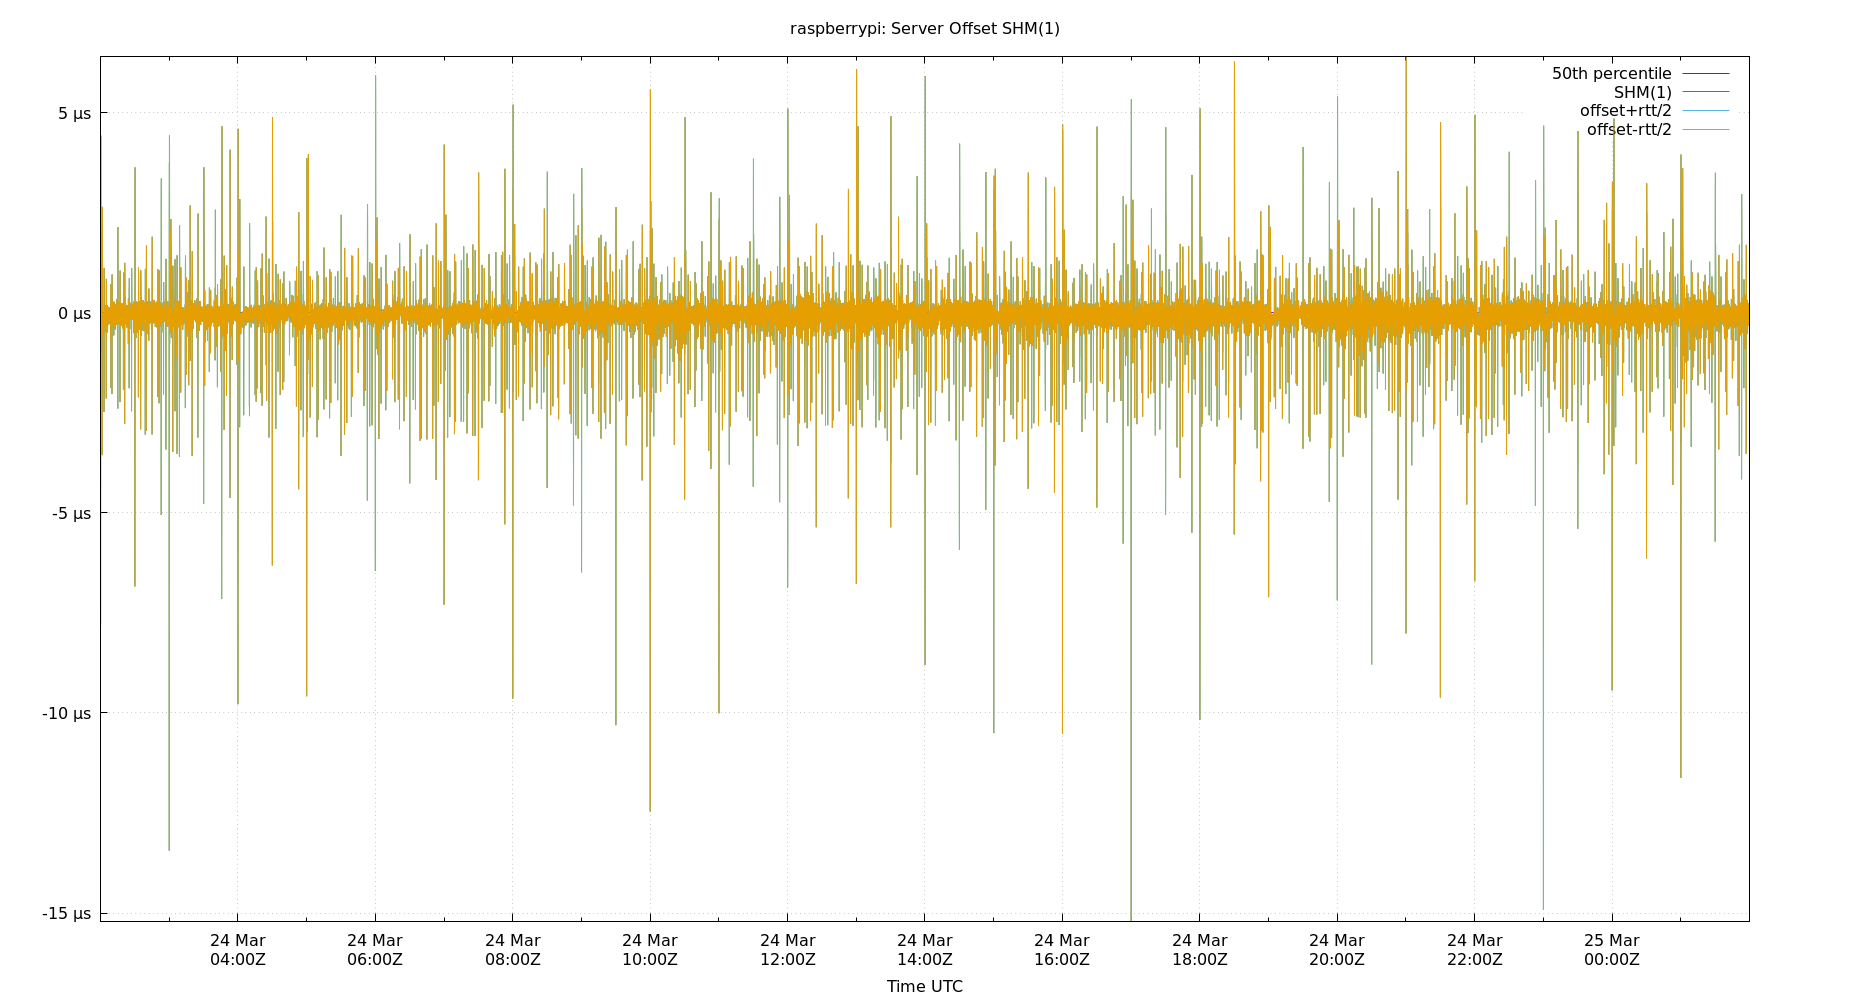 raspberrypi: Server Offset SHM(1)
50th percentile
SHM(1)
offset+rtt/2
offset-rtt/2
5 µs
0 µs
-5 µs
-10 µs
-15 µs
24 Mar 24 Mar 24 Mar 24 Mar 24 Mar 24 Mar 24 Mar 24 Mar 24 Mar 24 Mar 25 Mar
04:00Z 06:00Z 08:00Z 10:00Z 12:00Z 14:00Z 16:00Z 18:00Z 20:00Z 22:00Z 00:00Z
Time UTC